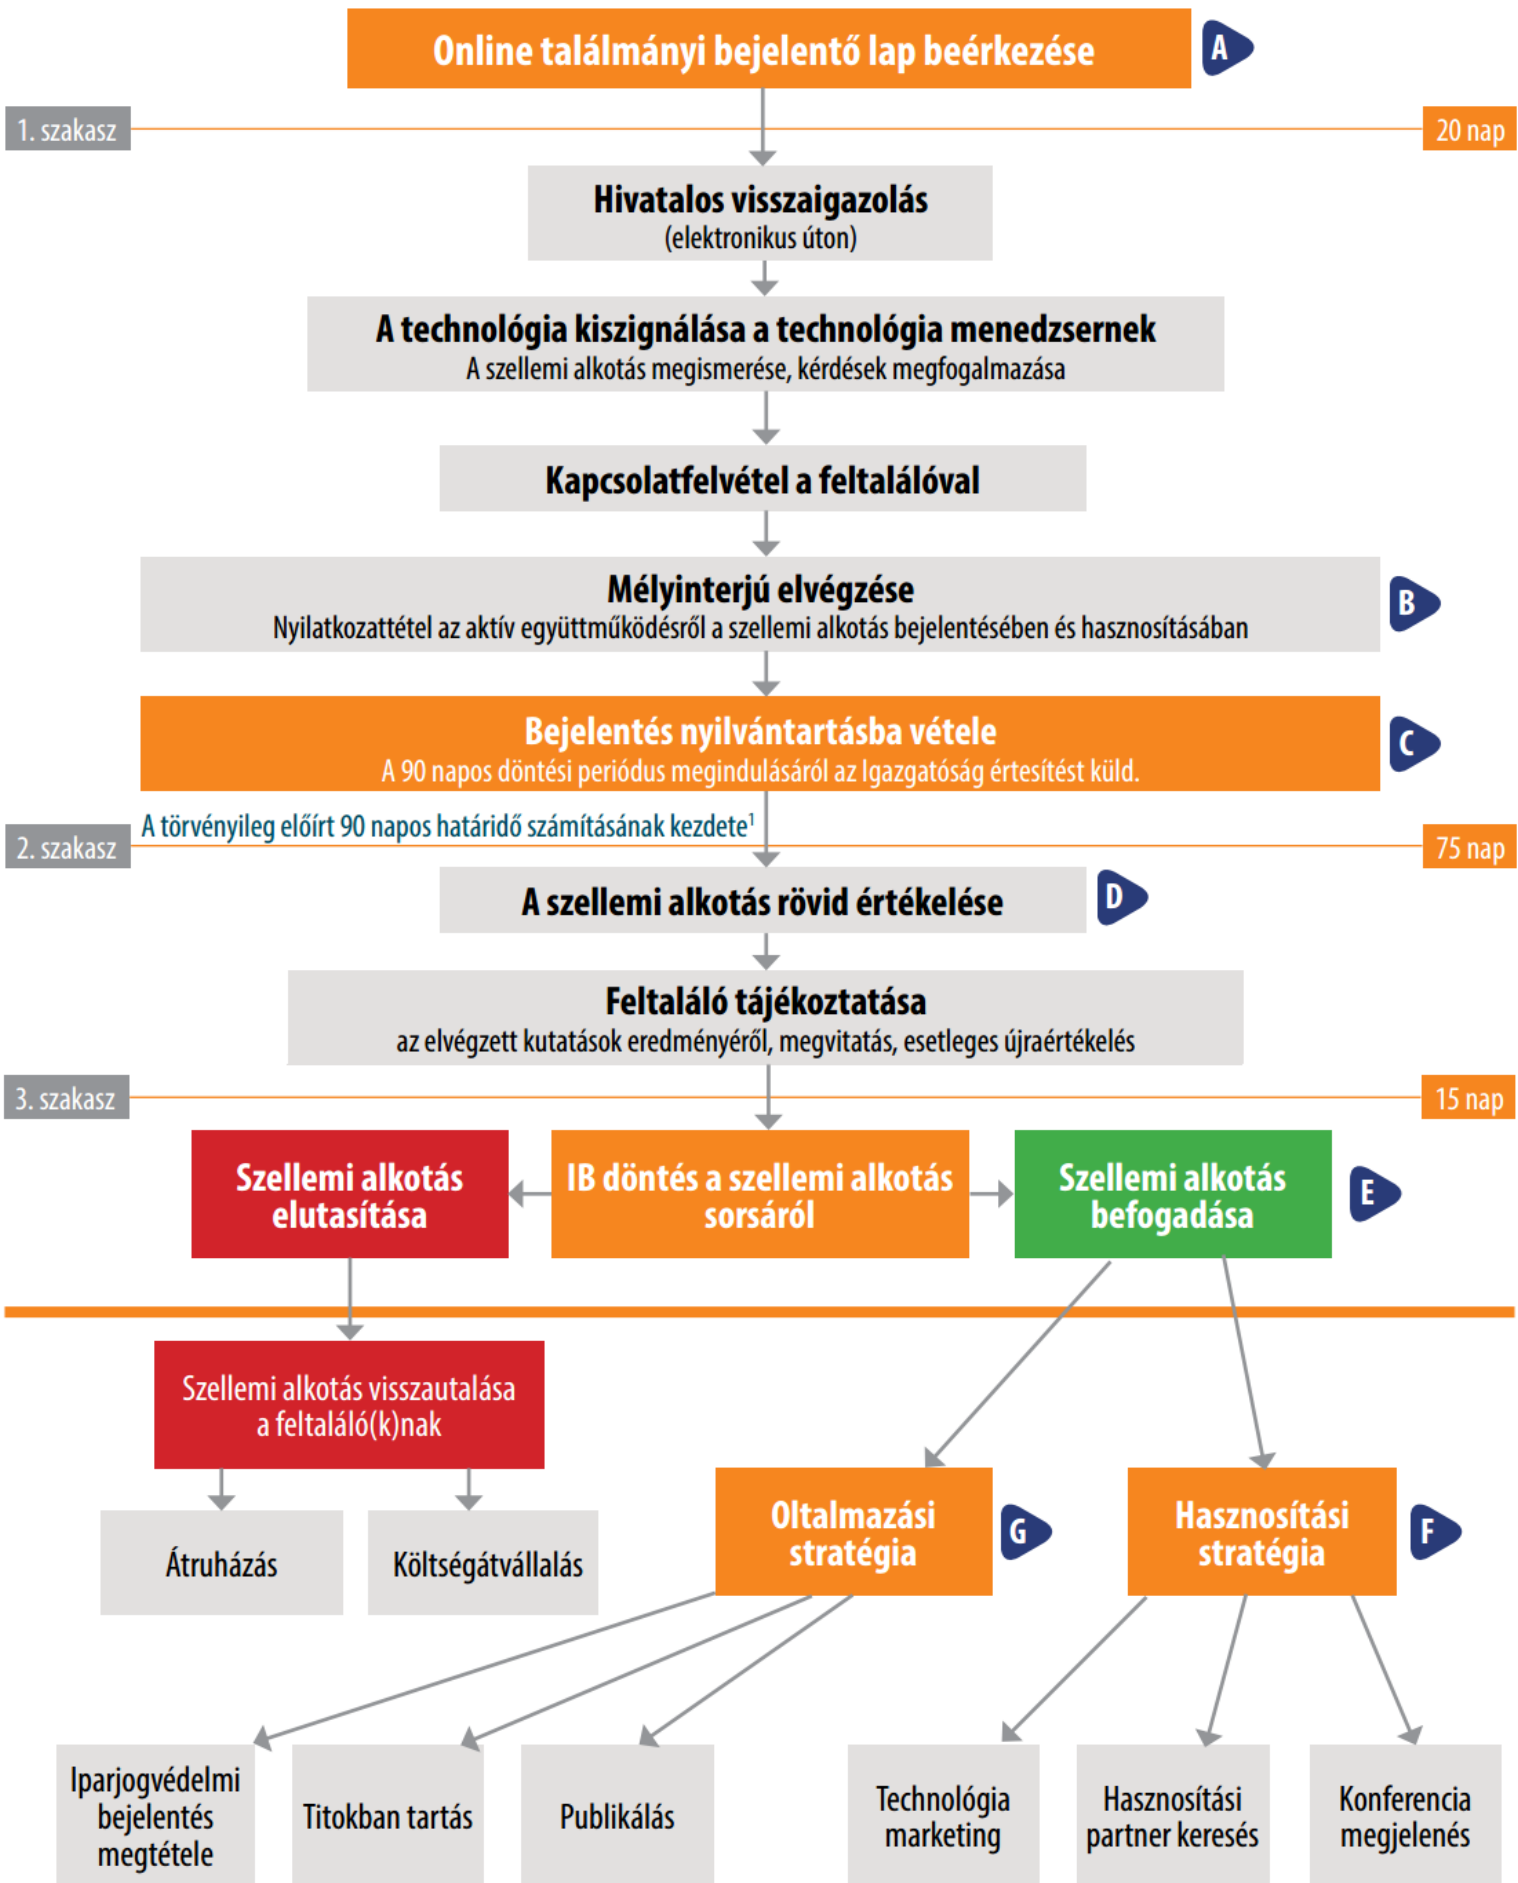 Online találmányi bejelentő lap beérkezése
A
1. szakasz
20 nap
Hivatalos visszaigazolás
(elektronikus úton)
A technológia kiszignálása a technológia menedzsernek
A szellemi alkotás megismerése, kérdések megfogalmazása
Kapcsolatfelvétel a feltalálóval
Mélyinterjú elvégzése
Nyilatkozattétel az aktív együttműködésről a szellemi alkotás bejelentésében és hasznosításában
B
Bejelentés nyilvántartásba vétele
A 90 napos döntési periódus megindulásáról az Igazgatóság értesítést küld.
C
A törvényileg előírt 90 napos határidő számításának kezdete¹
2. szakasz
75 nap
A szellemi alkotás rövid értékelése
D
Feltaláló tájékoztatása
az elvégzett kutatások eredményéről, megvitatás, esetleges újraértékelés
3. szakasz
15 nap
Szellemi alkotás
elutasítása
IB döntés a szellemi alkotás
sorsáról
Szellemi alkotás
befogadása
E
Szellemi alkotás visszautalása
a feltaláló(k)nak
Átruházás
Költségátvállalás
Oltalmazási
stratégia
G
Hasznosítási
stratégia
F
Iparjogvédelmi
bejelentés
megtétele
Titokban tartás
Publikálás
Technológia
marketing
Hasznosítási
partner keresés
Konferencia
megjelenés